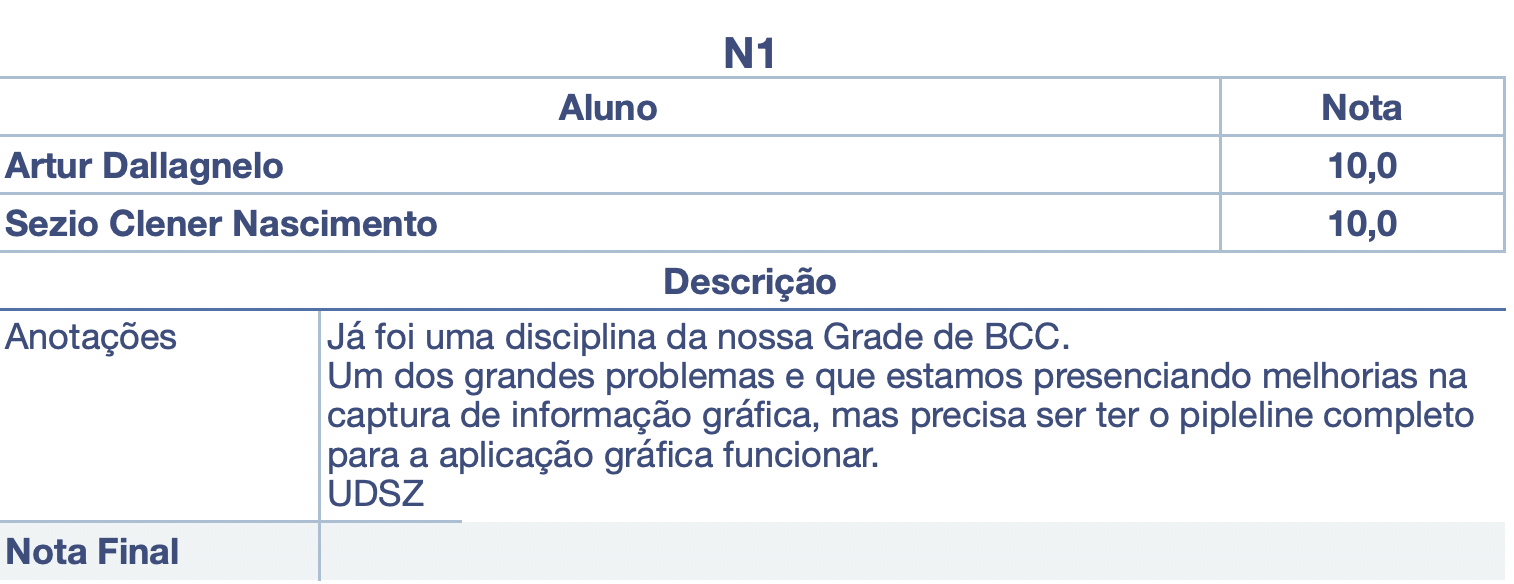 N1
Aluno Nota
Artur Dallagnelo 10,0
Sezio Clener Nascimento 10,0
Descrição
Anotações Já foi uma disciplina da nossa Grade de BCC.
Um dos grandes problemas e que estamos presenciando melhorias na
captura de informação gráfica, mas precisa ser ter o pipleline completo
para a aplicação gráfica funcionar.
UDSZ
Nota Final